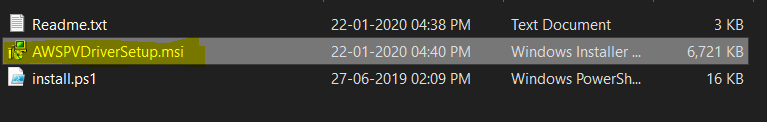 Readme.txt 22-01-2020 04:38 PM Text Document 3 KB
AWSPVDriverSetup.msi 22-01-2020 04:40 PM Windows Installer ... 6,721 KB
install.ps1 27-06-2019 02:09 PM Windows PowerSh... 16 KB